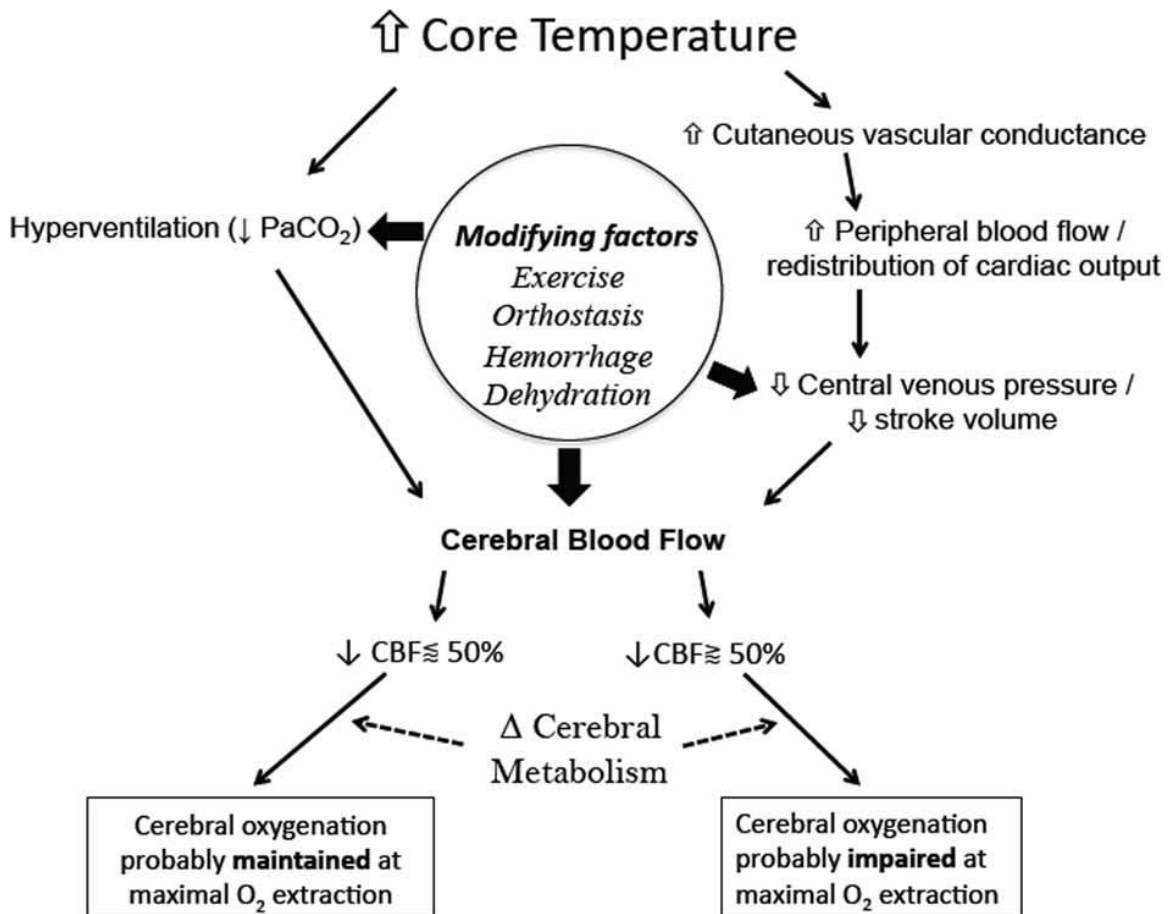 ⇧ Core Temperature
⇧ Cutaneous vascular conductance
Hyperventilation (↓ PaCO₂)
Modifying factors
Exercise
Orthostasis
Hemorrhage
Dehydration
⇧ Peripheral blood flow /
redistribution of cardiac output
⇩ Central venous pressure /
⇩ stroke volume
Cerebral Blood Flow
↓ CBF≦ 50%
↓CBF≧ 50%
Δ Cerebral
Metabolism
Cerebral oxygenation
probably maintained at
maximal O₂ extraction
Cerebral oxygenation
probably impaired at
maximal O₂ extraction